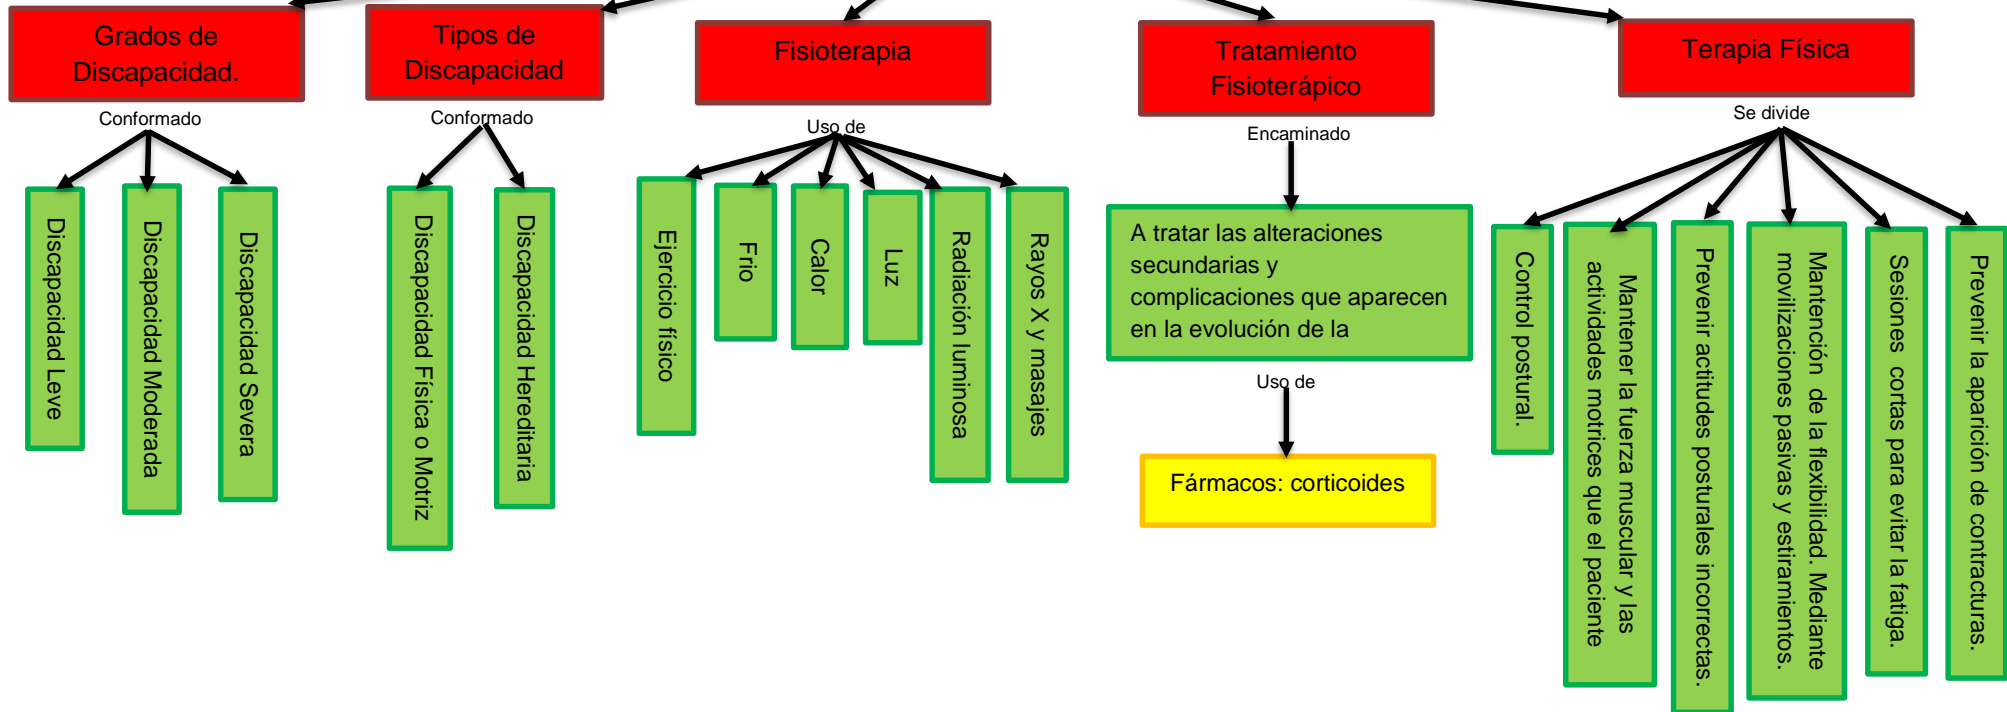 Grados de
Discapacidad.
Conformado
Discapacidad Leve
Discapacidad Moderada
Discapacidad Severa
Tipos de
Discapacidad
Conformado
Discapacidad Física o Motriz
Discapacidad Hereditaria
Fisioterapia
Uso de
Ejercicio físico
Frio
Calor
Luz
Radiación luminosa
Rayos X y masajes
Tratamiento
Fisioterápico
Encaminado
A tratar las alteraciones
secundarias y
complicaciones que aparecen
en la evolución de la
Uso de
Fármacos: corticoides
Terapia Física
Se divide
Control postural.
Mantener la fuerza muscular y las
actividades motrices que el paciente
Prevenir actitudes posturales incorrectas.
Mantención de la flexibilidad. Mediante
movilizaciones pasivas y estiramientos.
Sesiones cortas para evitar la fatiga.
Prevenir la aparición de contracturas.